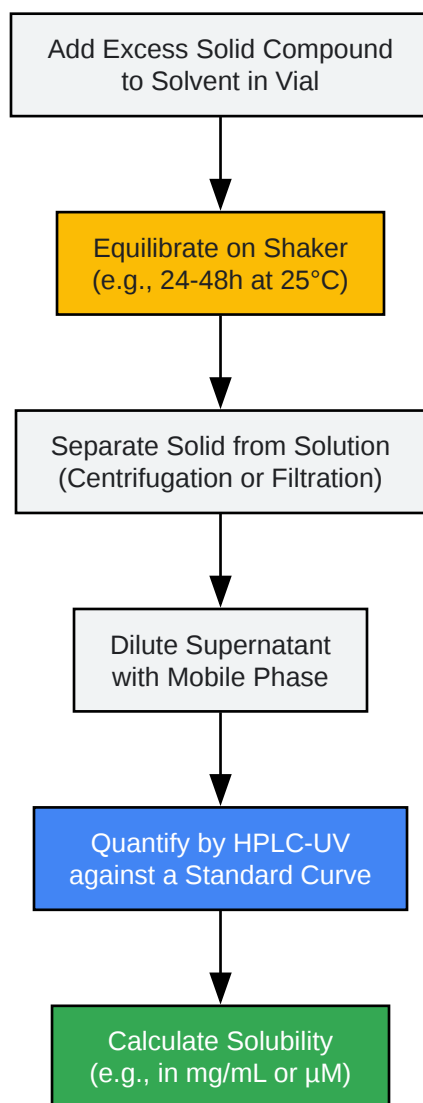 Add Excess Solid Compound
to Solvent in Vial
Equilibrate on Shaker
(e.g., 24-48h at 25°C)
Separate Solid from Solution
(Centrifugation or Filtration)
Dilute Supernatant
with Mobile Phase
Quantify by HPLC-UV
against a Standard Curve
Calculate Solubility
(e.g., in mg/mL or µM)